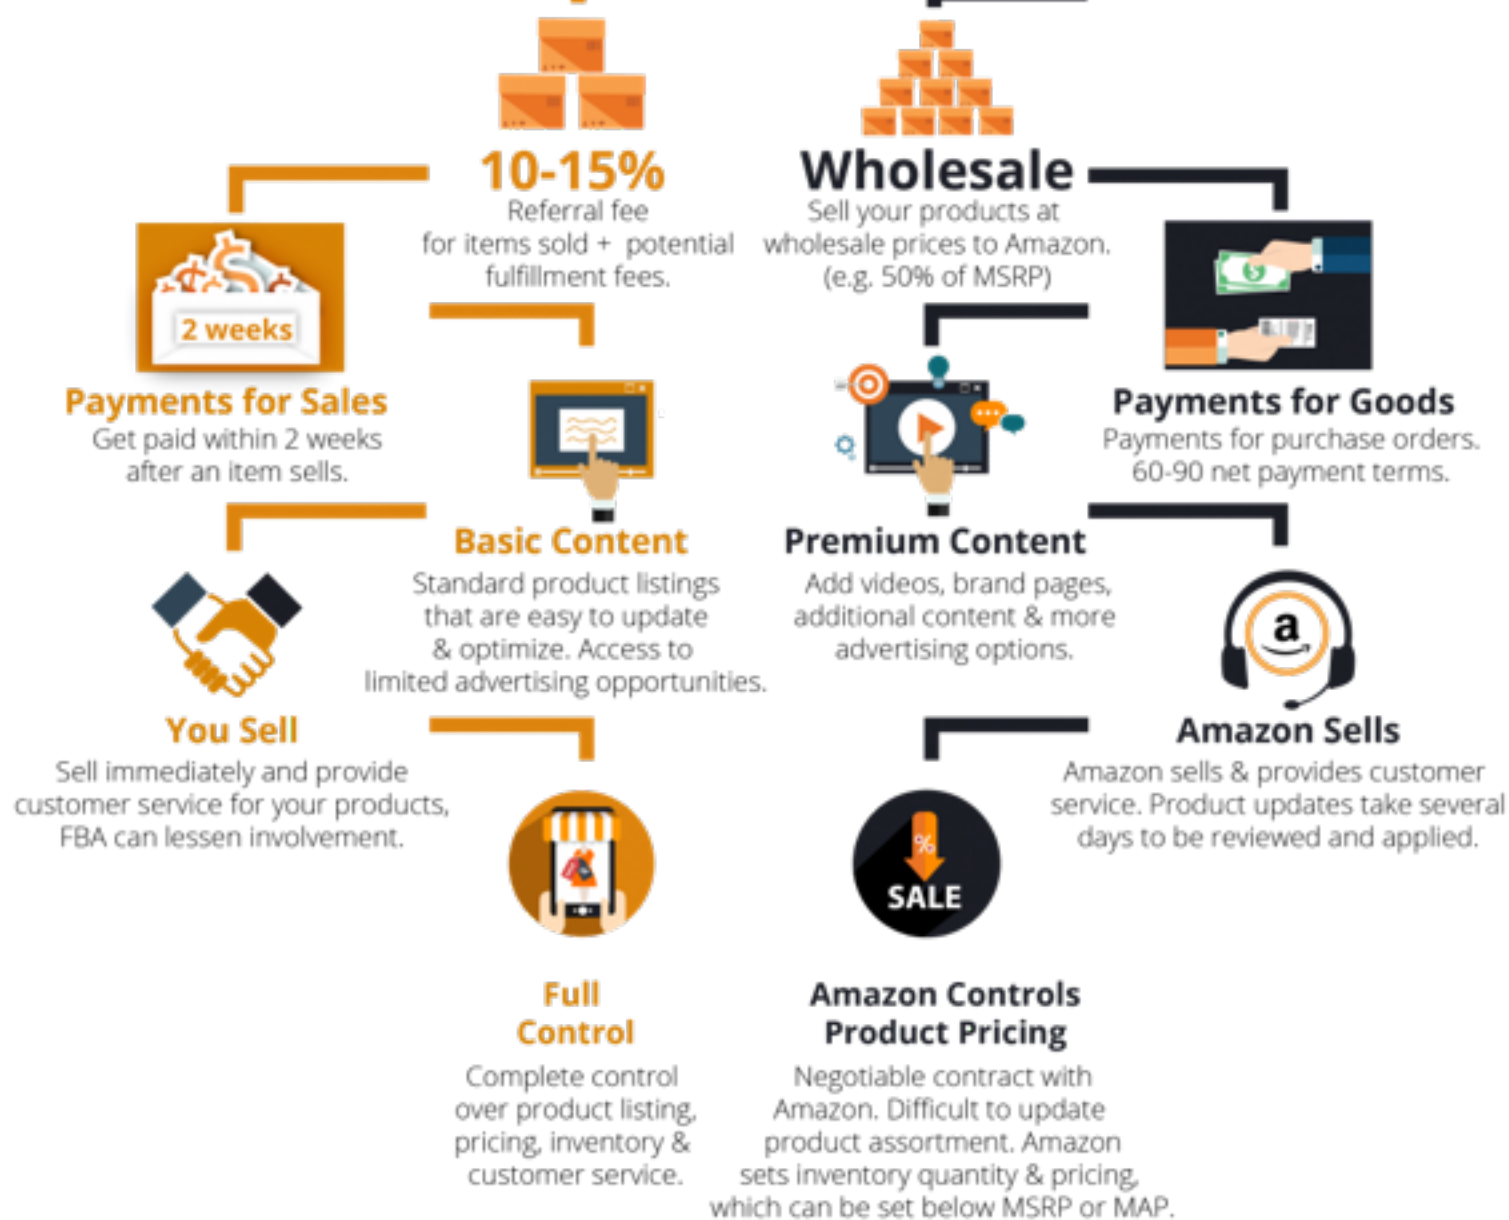 10-15%
Referral fee
for items sold + potential
fulfillment fees.
Wholesale
Sell your products at
wholesale prices to Amazon.
(e.g. 50% of MSRP)
2 weeks
Payments for Sales
Get paid within 2 weeks
after an item sells.
Payments for Goods
Payments for purchase orders.
60-90 net payment terms.
Basic Content
Standard product listings
that are easy to update
& optimize. Access to
limited advertising opportunities.
Premium Content
Add videos, brand pages,
additional content & more
advertising options.
You Sell
Sell immediately and provide
customer service for your products,
FBA can lessen involvement.
a
Amazon Sells
Amazon sells & provides customer
service. Product updates take several
days to be reviewed and applied.
%
SALE
Full
Control
Complete control
over product listing,
pricing, inventory &
customer service.
Amazon Controls
Product Pricing
Negotiable contract with
Amazon. Difficult to update
product assortment. Amazon
sets inventory quantity & pricing,
which can be set below MSRP or MAP.